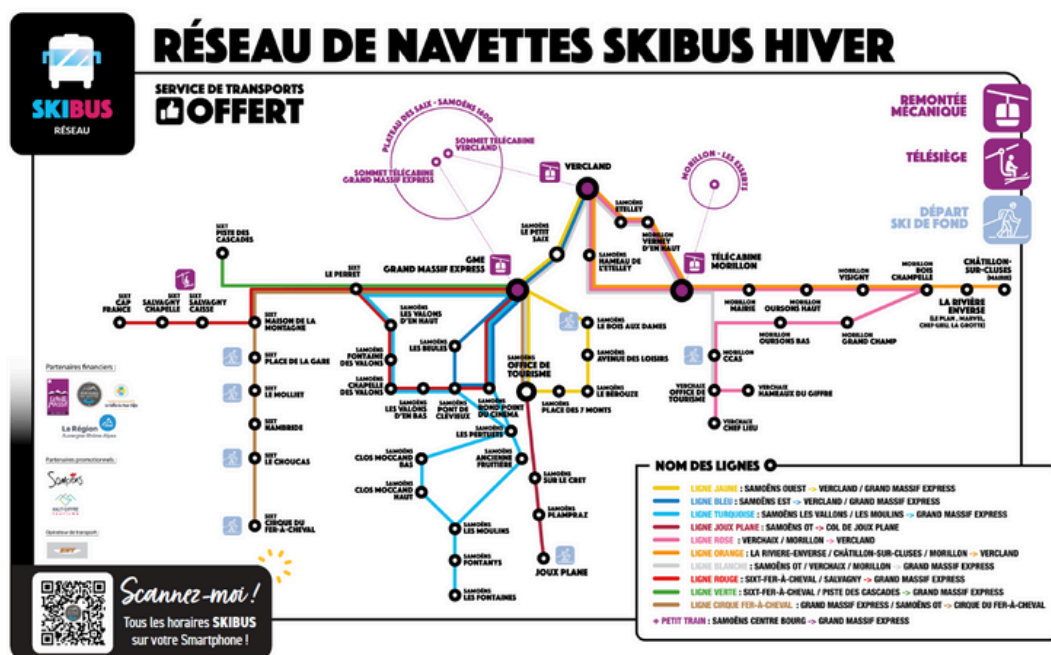 RÉSEAU DE NAVETTES SKIBUS HIVER
SKIBUS
RÉSEAU
SERVICE DE TRANSPORTS
OFFERT
REMONTÉE
MÉCANIQUE
TÉLÉSIÈGE
DÉPART
SKI DE FOND
PLATEAU DES SAIX - SAMOËNS 1600
SOMMET TÉLÉCABINE
VERCLAND
SOMMET TÉLÉCABINE
GRAND MASSIF EXPRESS
VERCLAND
MORILLON - LES ESSERTS
SAMOËNS
ETELLEY
MORILLON
VERNEY
D'EN HAUT
SAMOËNS
LE PETIT
SAIX
SAMOËNS
HAMEAU DE
L'ETELLEY
TÉLÉCABINE
MORILLON
GME
GRAND MASSIF EXPRESS
SIXT
PISTE DES
CASCADES
SIXT
LE PERRET
SIXT
CAP
FRANCE
SIXT
SALVAGNY
CHAPELLE
SIXT
SALVAGNY
CAISSE
SIXT
MAISON DE LA
MONTAGNE
SIXT
PLACE DE LA GARE
SIXT
LE MOLLIET
SIXT
NAMBRIDE
SIXT
LE CHOUCAS
SIXT
CIRQUE DU
FER-À-CHEVAL
SAMOËNS
LES VALLONS
D'EN HAUT
SAMOËNS
FONTAINE
DES VALLONS
SAMOËNS
CHAPELLE
DES VALLONS
SAMOËNS
LES VALLONS
D'EN BAS
SAMOËNS
LES BEULES
SAMOËNS
PONT DE
CLÉVIEUX
SAMOËNS
ROND POINT
DU CINÉMA
SAMOËNS
OFFICE DE
TOURISME
SAMOËNS
LE BOIS AUX DAMES
SAMOËNS
AVENUE DES LOISIRS
SAMOËNS
LE BÉROUZE
SAMOËNS
PLACE DES 7 MONTS
SAMOËNS
LES PERTUETS
SAMOËNS
ANCIENNE
FRUITIÈRE
SAMOËNS
CLOS MOCCAND
BAS
SAMOËNS
CLOS MOCCAND
HAUT
SAMOËNS
LES MOULINS
SAMOËNS
FONTANYS
SAMOËNS
LES FONTAINES
SAMOËNS
SUR LE CRET
SAMOËNS
PLAMPRAZ
JOUX PLANE
MORILLON
MAIRIE
MORILLON
OURSONS HAUT
MORILLON
VISIGNY
MORILLON
BOIS
CHAMPELLE
CHÂTILLON-
SUR-CLUSES
(MAIRIE)
LA RIVIÈRE
ENVERSE
MORILLON
OURSONS BAS
MORILLON
GRAND CHAMP
MORILLON
CCAS
VERCHAIX
OFFICE DE
TOURISME
VERCHAIX
HAMEAUX DU GIFFRE
VERCHAIX
CHEF LIEU
Partenaires financiers :
La Région
Auvergne-Rhône-Alpes
Partenaires promotionnels :
Samoëns
Opérateur de transport :
Scannez-moi !
Tous les horaires SKIBUS
sur votre Smartphone !
NOM DES LIGNES
LIGNE JAUNE : SAMOËNS OUEST -> VERCLAND / GRAND MASSIF EXPRESS
LIGNE BLEU : SAMOËNS EST -> VERCLAND / GRAND MASSIF EXPRESS
LIGNE TURQUOISE : SAMOËNS LES VALLONS / LES MOULINS -> GRAND MASSIF EXPRESS
LIGNE JOUX PLANE : SAMOËNS OT -> COL DE JOUX PLANE
LIGNE ROSE : VERCHAIX / MORILLON -> VERCLAND
LIGNE ORANGE : LA RIVIERE-ENVERSE / CHÂTILLON-SUR-CLUSES / MORILLON -> VERCLAND
LIGNE BLANCHE : SAMOËNS OT / VERCHAIX / MORILLON -> GRAND MASSIF EXPRESS
LIGNE ROUGE : SIXT-FER-À-CHEVAL / SALVAGNY -> GRAND MASSIF EXPRESS
LIGNE VERTE : SIXT-FER-À-CHEVAL / PISTE DES CASCADES -> GRAND MASSIF EXPRESS
LIGNE CIRQUE FER-À-CHEVAL : GRAND MASSIF EXPRESS / SAMOËNS OT -> CIRQUE DU FER-À-CHEVAL
+ PETIT TRAIN : SAMOËNS CENTRE BOURG -> GRAND MASSIF EXPRESS